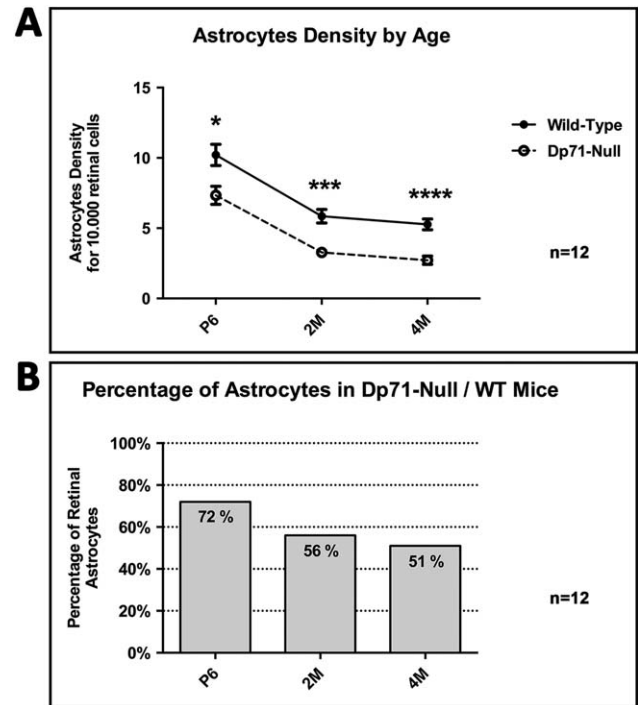 A
Astrocytes Density by Age
Astrocytes Density
for 10.000 retinal cells
15
10
5
0
*
***
****
P6
2M
4M
Wild-Type
Dp71-Null
n=12
B
Percentage of Astrocytes in Dp71-Null / WT Mice
Percentage of Retinal
Astrocytes
100%
80%
60%
40%
20%
0%
72 %
56 %
51 %
P6
2M
4M
n=12